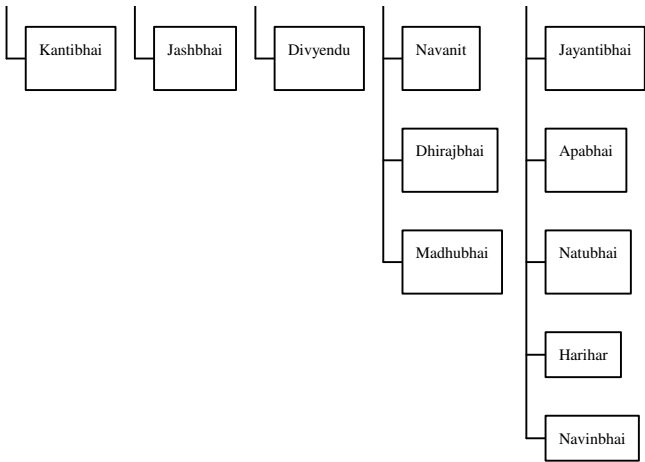 Kantibhai
Jashbhai
Divyendu
Navanit
Jayantibhai
Dhirajbhai
Apabhai
Madhubhai
Natubhai
Harihar
Navinbhai